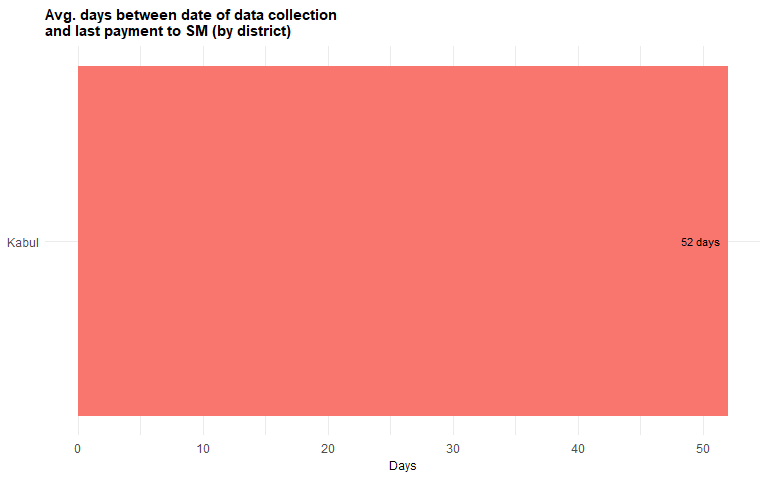 Avg. days between date of data collection
and last payment to SM (by district)
Kabul
52 days
0 10 20 30 40 50
Days